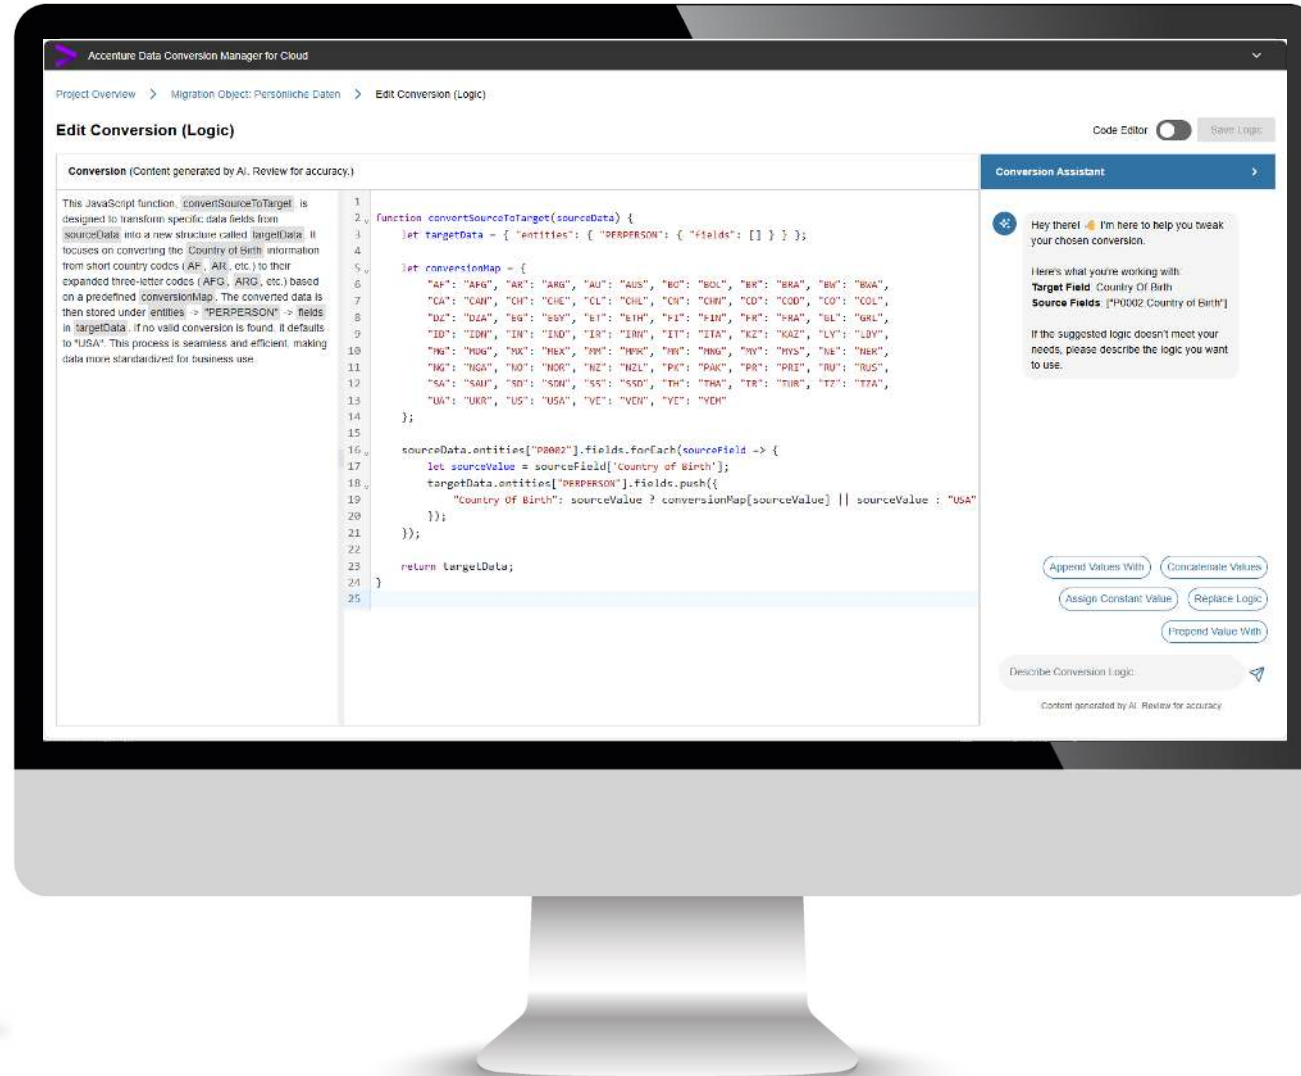 Accenture Data Conversion Manager for Cloud
Project Overview > Migration Object: Persönliche Daten > Edit Conversion (Logic)
Edit Conversion (Logic)
Code Editor
Save Logic
Conversion (Content generated by AI. Review for accuracy.)
This JavaScript function, convertSourceToTarget, is
designed to transform specific data fields from
sourceData into a new structure called targetData. It
focuses on converting the Country of Birth information
from short country codes (AF, AR, etc.) to their
expanded three-letter codes (AFG, ARG, etc.) based
on a predefined conversionMap. The converted data is
then stored under entities -> "PERPERSON" -> fields
in targetData. If no valid conversion is found, it defaults
to "USA". This process is seamless and efficient, making
data more standardized for business use
1
2 function convertSourceToTarget(sourceData) {
3 let targetData = { "entities": { "PERPERSON": { "fields": [] } } };
4
5 let conversionMap = {
6 "AF": "AFG", "AR": "ARG", "AU": "AUS", "BO": "BOL", "BR": "BRA", "BW": "BWA",
7 "CA": "CAN", "CH": "CHE", "CL": "CHL", "CN": "CHN", "CD": "COD", "CO": "COL",
8 "DZ": "DZA", "EG": "EGY", "ET": "ETH", "FI": "FIN", "FR": "FRA", "GL": "GRL",
9 "ID": "IDN", "IN": "IND", "IR": "IRN", "IT": "ITA", "KZ": "KAZ", "LY": "LBY",
10 "MG": "MDG", "MX": "MEX", "MM": "MMR", "MN": "MNG", "MY": "MYS", "NE": "NER",
11 "NG": "NGA", "NO": "NOR", "NZ": "NZL", "PK": "PAK", "PR": "PRI", "RU": "RUS",
12 "SA": "SAU", "SD": "SDN", "SS": "SSD", "TH": "THA", "TR": "TUR", "TZ": "TZA",
13 "UA": "UKR", "US": "USA", "VE": "VEN", "YE": "YEM"
14 };
15
16 sourceData.entities["P0002"].fields.forEach(sourceField => {
17 let sourceValue = sourceField['Country of Birth'];
18 targetData.entities["PERPERSON"].fields.push({
19 "Country Of Birth": sourceValue ? conversionMap[sourceValue] || sourceValue : "USA"
20 });
21 });
22
23 return targetData;
24 }
25
Conversion Assistant >
Hey there! 👋 I'm here to help you tweak
your chosen conversion.
Here's what you're working with:
Target Field: Country Of Birth
Source Fields: ["P0002.Country of Birth"]
If the suggested logic doesn't meet your
needs, please describe the logic you want
to use.
Append Values With
Concatenate Values
Assign Constant Value
Replace Logic
Prepend Value With
Describe Conversion Logic
Content generated by AI. Review for accuracy